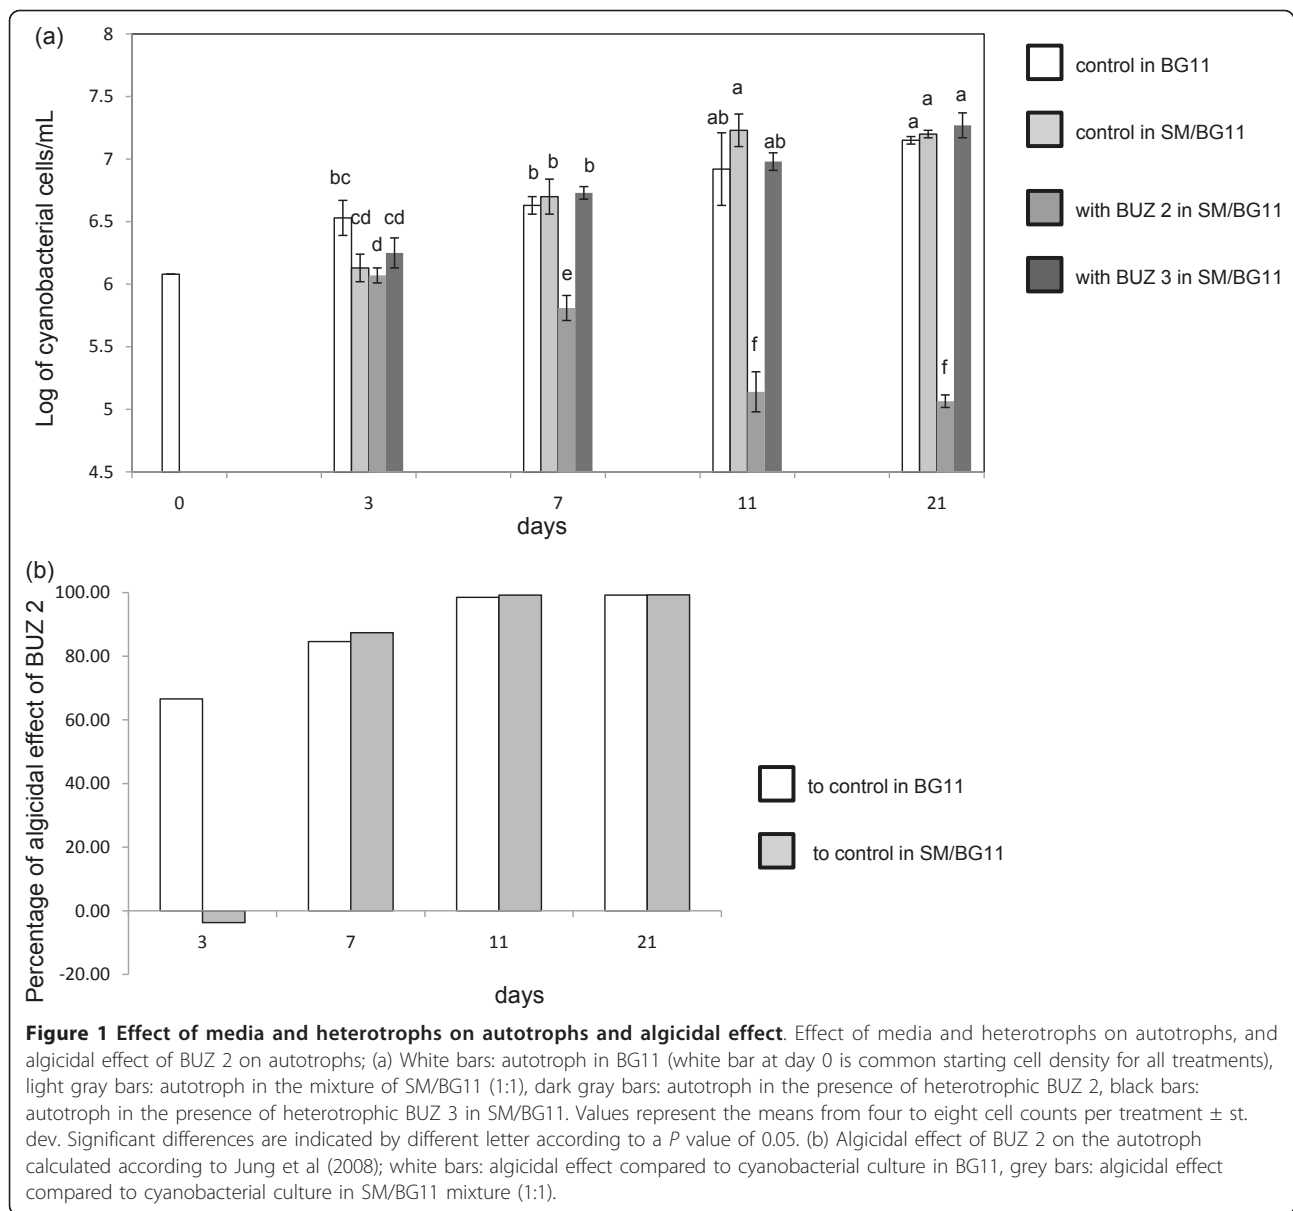 (a)
8
7.5
7
6.5
6
5.5
5
4.5
Log of cyanobacterial cells/mL
bc
cd
d
cd
b
b
e
b
ab
a
f
ab
a
a
f
a
0
3
7
11
21
days
control in BG11
control in SM/BG11
with BUZ 2 in SM/BG11
with BUZ 3 in SM/BG11
(b)
100.00
80.00
60.00
40.00
20.00
0.00
-20.00
Percentage of algicidal effect of BUZ 2
3
7
11
21
days
to control in BG11
to control in SM/BG11
Figure 1 Effect of media and heterotrophs on autotrophs and algicidal effect. Effect of media and heterotrophs on autotrophs, and
algicidal effect of BUZ 2 on autotrophs; (a) White bars: autotroph in BG11 (white bar at day 0 is common starting cell density for all treatments),
light gray bars: autotroph in the mixture of SM/BG11 (1:1), dark gray bars: autotroph in the presence of heterotrophic BUZ 2, black bars:
autotroph in the presence of heterotrophic BUZ 3 in SM/BG11. Values represent the means from four to eight cell counts per treatment ± st.
dev. Significant differences are indicated by different letter according to a P value of 0.05. (b) Algicidal effect of BUZ 2 on the autotroph
calculated according to Jung et al (2008); white bars: algicidal effect compared to cyanobacterial culture in BG11, grey bars: algicidal effect
compared to cyanobacterial culture in SM/BG11 mixture (1:1).